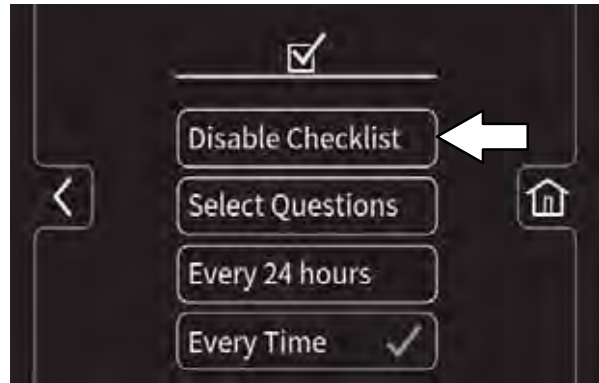 Disable Checklist
Select Questions
Every 24 hours
Every Time